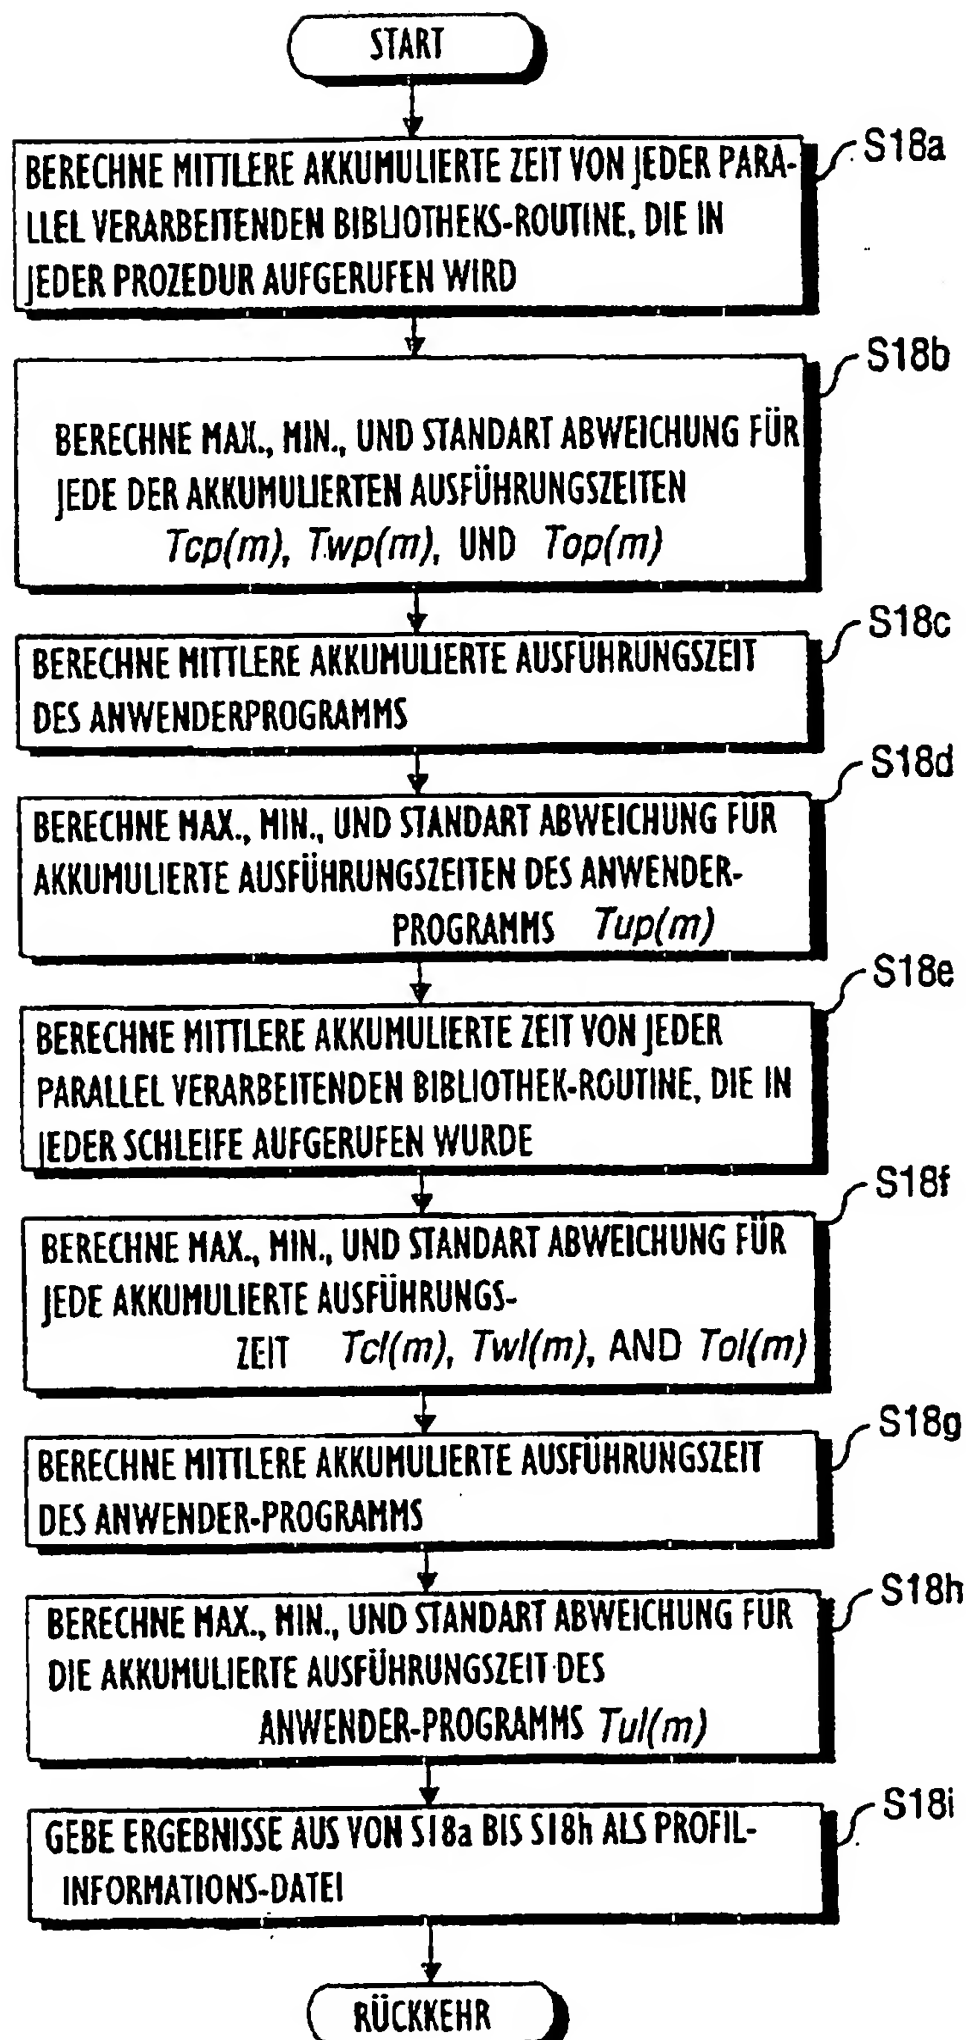 START
S18a
BERECHNE MITTLERE AKKUMULIERTE ZEIT VON JEDER PARA-
LLEL VERARBEITENDEN BIBLIOTHEKS-ROUTINE, DIE IN
JEDER PROZEDUR AUFGERUFEN WIRD
S18b
BERECHNE MAX., MIN., UND STANDART ABWEICHUNG FÜR
JEDE DER AKKUMULIERTEN AUSFÜHRUNGSZEITEN
Tcp(m), Twp(m), UND Top(m)
S18c
BERECHNE MITTLERE AKKUMULIERTE AUSFUHRUNGSZEIT
DES ANWENDERPROGRAMMS
S18d
BERECHNE MAX., MIN., UND STANDART ABWEICHUNG FÜR
AKKUMULIERTE AUSFÜHRUNGSZEITEN DES ANWENDER-
PROGRAMMS Tup(m)
S18e
BERECHNE MITTLERE AKKUMULIERTE ZEIT VON JEDER
PARALLEL VERARBEITENDEN BIBLIOTHEK-ROUTINE, DIE IN
JEDER SCHLEIFE AUFGERUFEN WURDE
S18f
BERECHNE MAX., MIN., UND STANDART ABWEICHUNG FÜR
JEDE AKKUMULIERTE AUSFÜHRUNGS-
ZEIT Tcl(m), Twl(m), AND Tol(m)
S18g
BERECHNE MITTLERE AKKUMULIERTE AUSFÜHRUNGSZEIT
DES ANWENDER-PROGRAMMS
S18h
BERECHNE MAX., MIN., UND STANDART ABWEICHUNG FÜR
DIE AKKUMULIERTE AUSFÜHRUNGSZEIT DES
ANWENDER-PROGRAMMS Tul(m)
S18i
GEBE ERGEBNISSE AUS VON S18a BIS S18h ALS PROFIL-
INFORMATIONS-DATEI
RÜCKKEHR